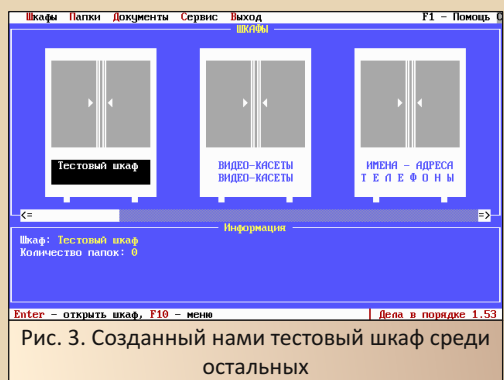 Шкафы Папки Документы Сервис Выход F1 - Помощь
ШКАФЫ
Тестовый шкаф
ВИДЕО-КАСЕТЫ
ВИДЕО-КАСЕТЫ
ИМЕНА - АДРЕСА
Т Е Л Е Ф О Н Ы
<= =>
Информация
Шкаф: Тестовый шкаф
Количество папок: 0
Enter - открыть шкаф, F10 - меню Дела в порядке 1.53
Рис. 3. Созданный нами тестовый шкаф среди
остальных